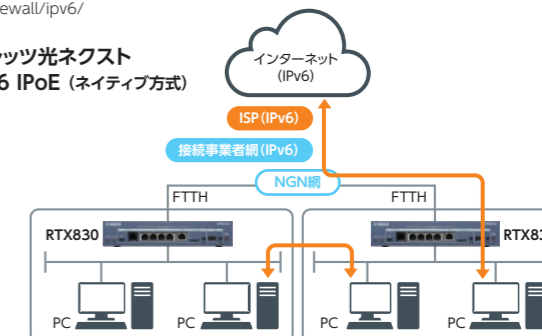 ewall/ipv6/
ッツ光ネクスト
6 IPoE（ネイティブ方式）
インターネット
(IPv6)
ISP(IPv6)
接続事業者網(IPv6)
NGN網
FTTH
FTTH
RTX830
RTX83
PC
PC
PC
PC